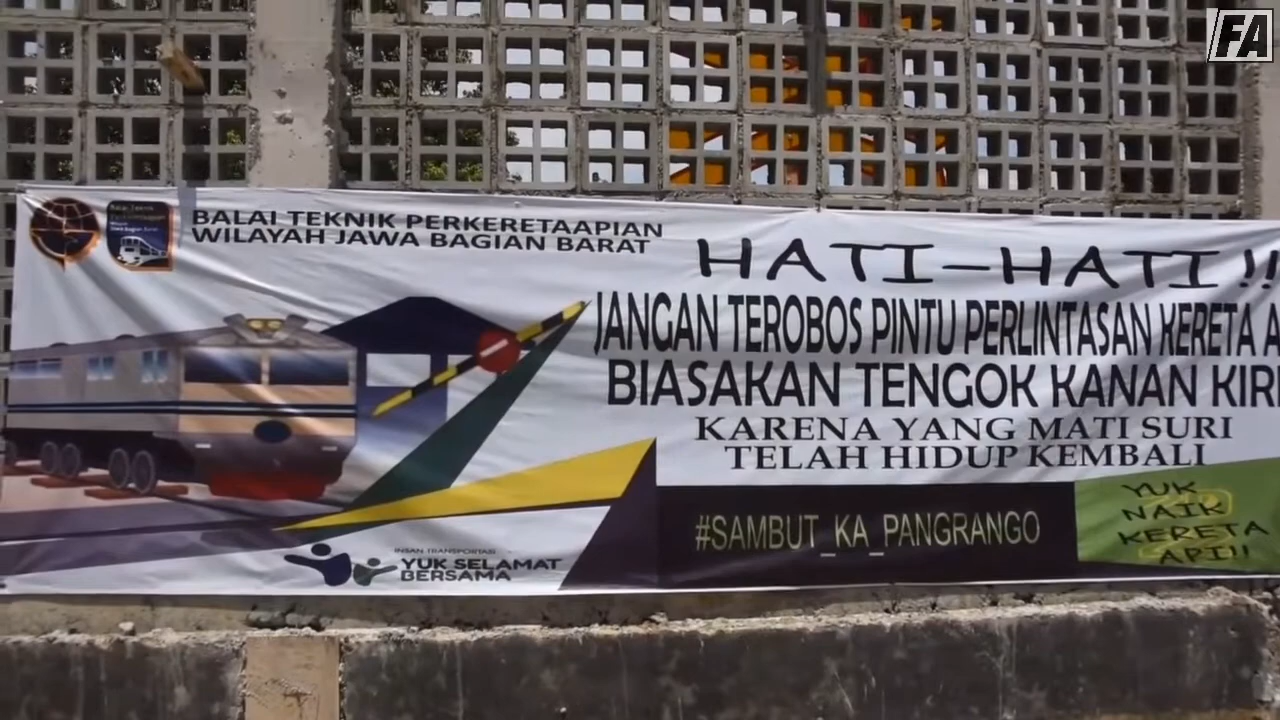 FA
BALAI TEKNIK PERKERETAAPIAN
WILAYAH JAWA BAGIAN BARAT
HATI-HATI!!
JANGAN TEROBOS PINTU PERLINTASAN KERETA A
BIASAKAN TENGOK KANAN KIRI
KARENA YANG MATI SURI
TELAH HIDUP KEMBALI
#SAMBUT_KA_PANGRANGO
YUK
NAIK
KERETA
API!!
INSAN TRANSPORTASI
YUK SELAMAT
BERSAMA